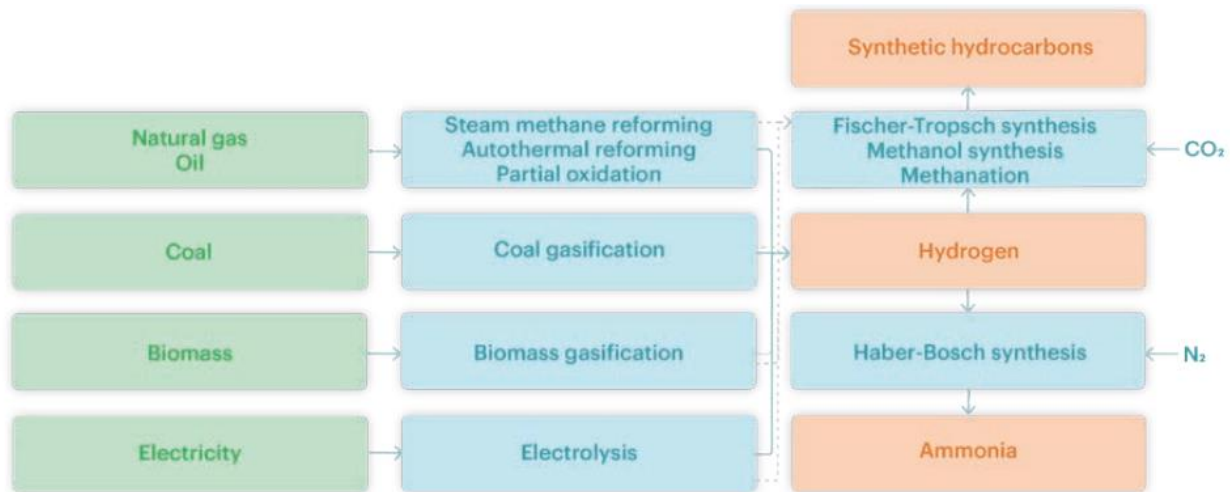 Synthetic hydrocarbons
Natural gas
Oil
Steam methane reforming
Autothermal reforming
Partial oxidation
Fischer-Tropsch synthesis
Methanol synthesis
Methanation
CO₂
Coal
Coal gasification
Hydrogen
Biomass
Biomass gasification
Haber-Bosch synthesis
N₂
Electricity
Electrolysis
Ammonia